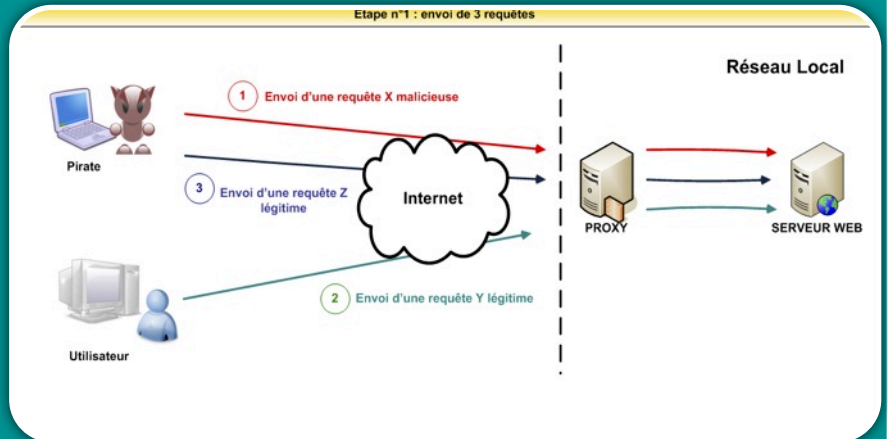 Etape n°1 : envoi de 3 requêtes
Réseau Local
1 Envoi d'une requête X malicieuse
Pirate
3 Envoi d'une requête Z
légitime
Internet
PROXY
SERVEUR WEB
2 Envoi d'une requête Y légitime
Utilisateur